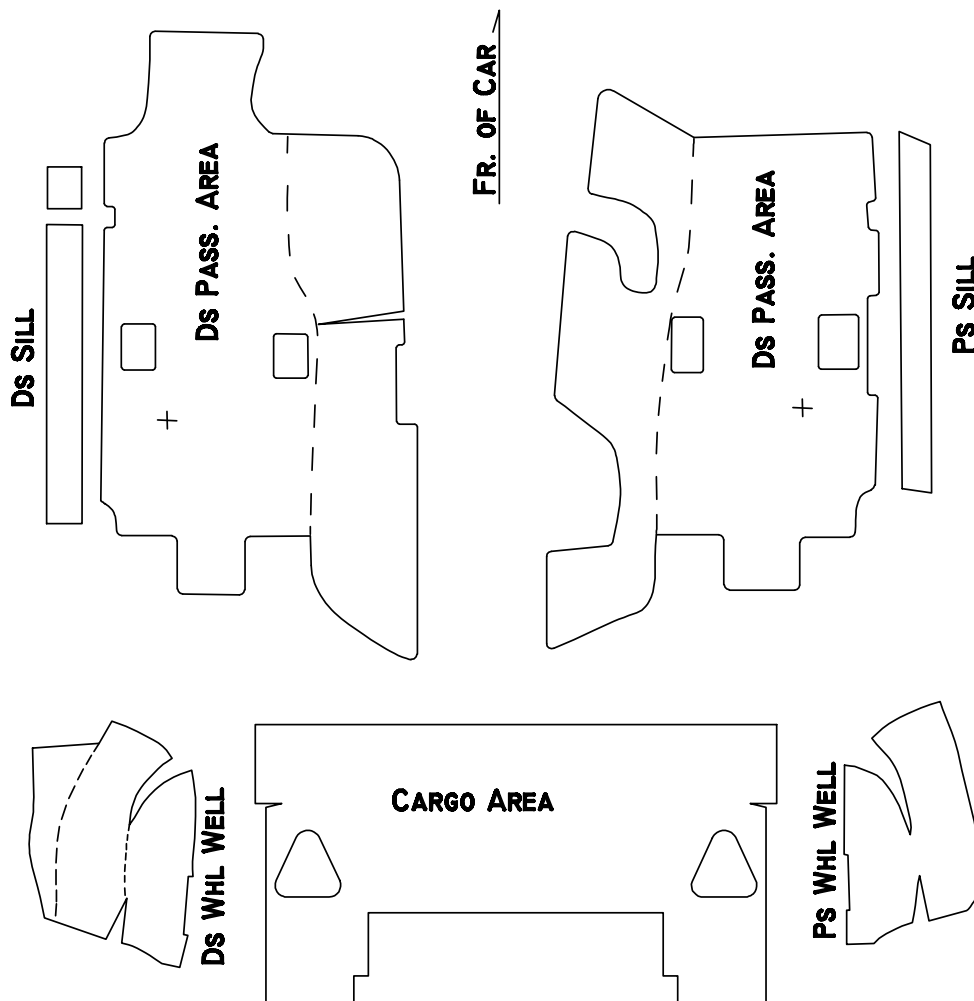 FR. OF CAR
DS SILL
DS PASS. AREA
DS PASS. AREA
PS SILL
DS WHL WELL
CARGO AREA
PS WHL WELL